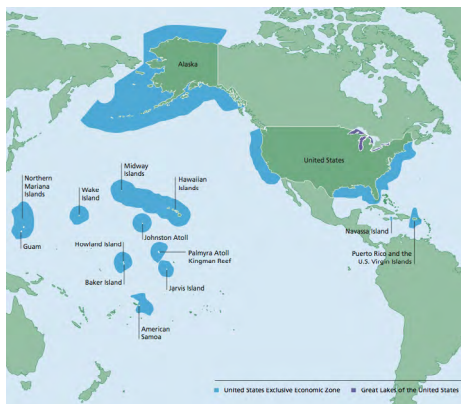 Alaska
United States
Northern
Mariana
Islands
Guam
Wake
Island
Midway
Islands
Hawaiian
Islands
Johnston Atoll
Howland Island
Baker Island
Palmyra Atoll
Kingman Reef
Jarvis Island
American
Samoa
Navassa Island
Puerto Rico and the
U.S. Virgin Islands
United States Exclusive Economic Zone
Great Lakes of the United States